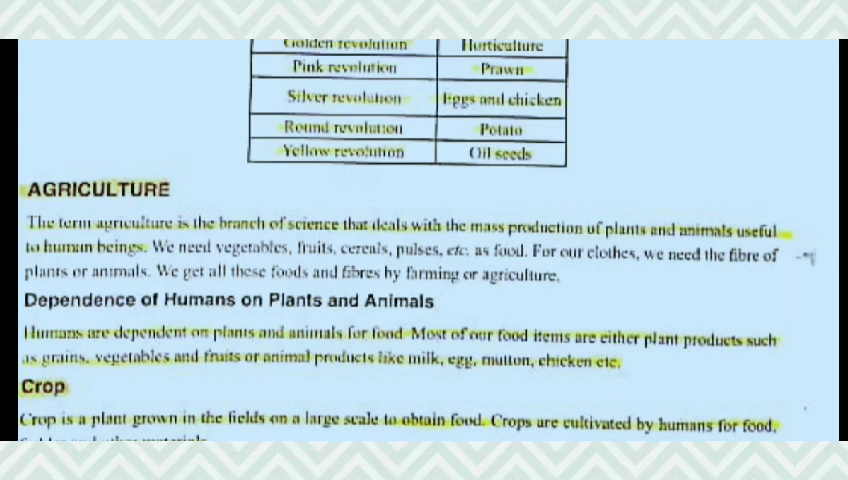 Golden revolution Horticulture
Pink revolution Prawn
Silver revolution Eggs and chicken
Round revolution Potato
Yellow revolution Oil seeds
AGRICULTURE
The term agriculture is the branch of science that deals with the mass production of plants and animals useful
to human beings. We need vegetables, fruits, cereals, pulses, etc. as food. For our clothes, we need the fibre of
plants or animals. We get all these foods and fibres by farming or agriculture.
Dependence of Humans on Plants and Animals
Humans are dependent on plants and animals for food. Most of our food items are either plant products such
as grains, vegetables and fruits or animal products like milk, egg, mutton, chicken etc.
Crop
Crop is a plant grown in the fields on a large scale to obtain food. Crops are cultivated by humans for food,